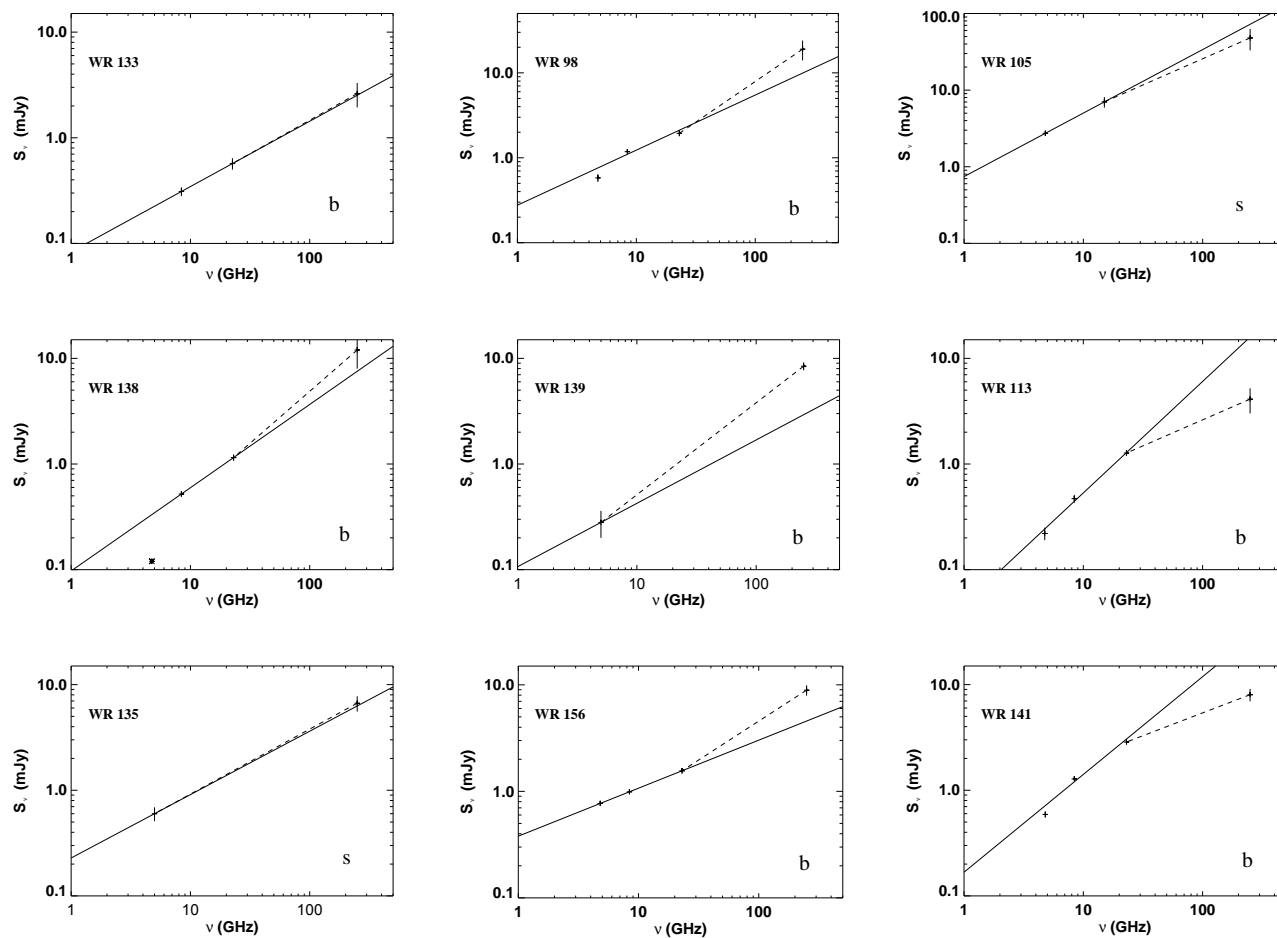 WR 133
10.0
1.0
0.1
S_ν (mJy)
1
10
100
ν (GHz)
b
WR 98
10.0
1.0
0.1
S_ν (mJy)
1
10
100
ν (GHz)
b
WR 105
100.0
10.0
1.0
0.1
S_ν (mJy)
1
10
100
ν (GHz)
s
WR 138
10.0
1.0
0.1
S_ν (mJy)
1
10
100
ν (GHz)
b
WR 139
10.0
1.0
0.1
S_ν (mJy)
1
10
100
ν (GHz)
b
WR 113
10.0
1.0
0.1
S_ν (mJy)
1
10
100
ν (GHz)
b
WR 135
10.0
1.0
0.1
S_ν (mJy)
1
10
100
ν (GHz)
s
WR 156
10.0
1.0
0.1
S_ν (mJy)
1
10
100
ν (GHz)
b
WR 141
10.0
1.0
0.1
S_ν (mJy)
1
10
100
ν (GHz)
b